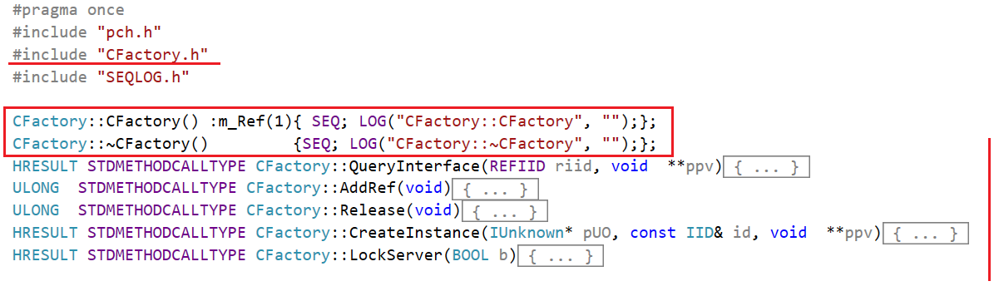 #pragma once
#include "pch.h"
#include "CFactory.h"
#include "SEQLOG.h"
CFactory::CFactory() :m_Ref(1){ SEQ; LOG("CFactory::CFactory", "");};
CFactory::~CFactory()         {SEQ; LOG("CFactory::~CFactory", "");};
HRESULT STDMETHODCALLTYPE CFactory::QueryInterface(REFIID riid, void  **ppv){ ... }
ULONG  STDMETHODCALLTYPE CFactory::AddRef(void){ ... }
ULONG  STDMETHODCALLTYPE CFactory::Release(void){ ... }
HRESULT STDMETHODCALLTYPE CFactory::CreateInstance(IUnknown* pUO, const IID& id, void  **ppv){ ... }
HRESULT STDMETHODCALLTYPE CFactory::LockServer(BOOL b){ ... }